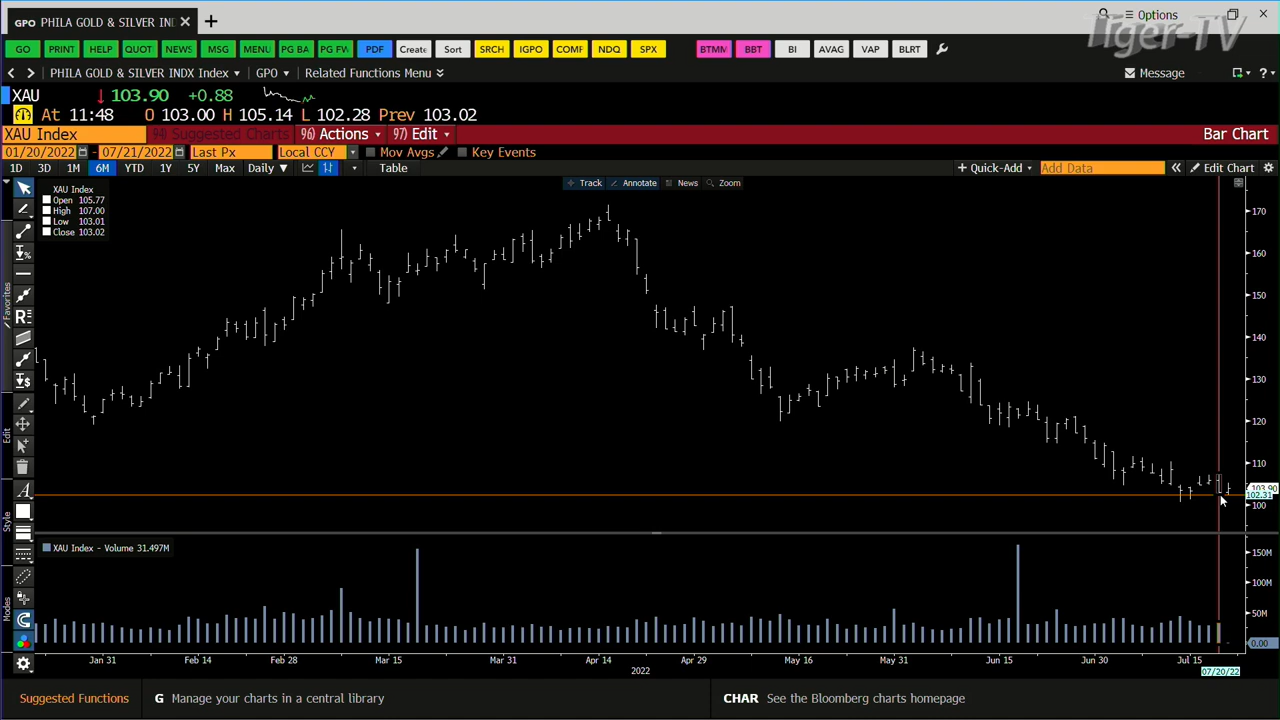 GPO PHILA GOLD & SILVER IND
Options
Tiger-TV
GO PRINT HELP QUOT NEWS MSG MENU PG BA PG FW PDF Create Sort SRCH IGPO COMF NDQ SPX BTMM BBT BI AVAG VAP BLRT
PHILA GOLD & SILVER INDX Index GPO Related Functions Menu Message ?
XAU 103.90 +0.88
At 11:48 O 103.00 H 105.14 L 102.28 Prev 103.02
XAU Index 94) Suggested Charts 96) Actions 97) Edit Bar Chart
01/20/2022 - 07/21/2022 Last Px Local CCY Mov Avgs Key Events
1D 3D 1M 6M YTD 1Y 5Y Max Daily Table + Quick-Add Add Data Edit Chart
Track Annotate News Zoom
XAU Index
Open 105.77
High 107.00
Low 103.01
Close 103.02
170
160
150
140
130
120
110
103.90
102.31
100
Favorites
Edit
Style
Modes
XAU Index - Volume 31.497M
150M
100M
50M
0.00
Jan 31 Feb 14 Feb 28 Mar 15 Mar 31 Apr 14 Apr 29 May 16 May 31 Jun 15 Jun 30 Jul 15
2022 07/20/22
Suggested Functions G Manage your charts in a central library CHAR See the Bloomberg charts homepage